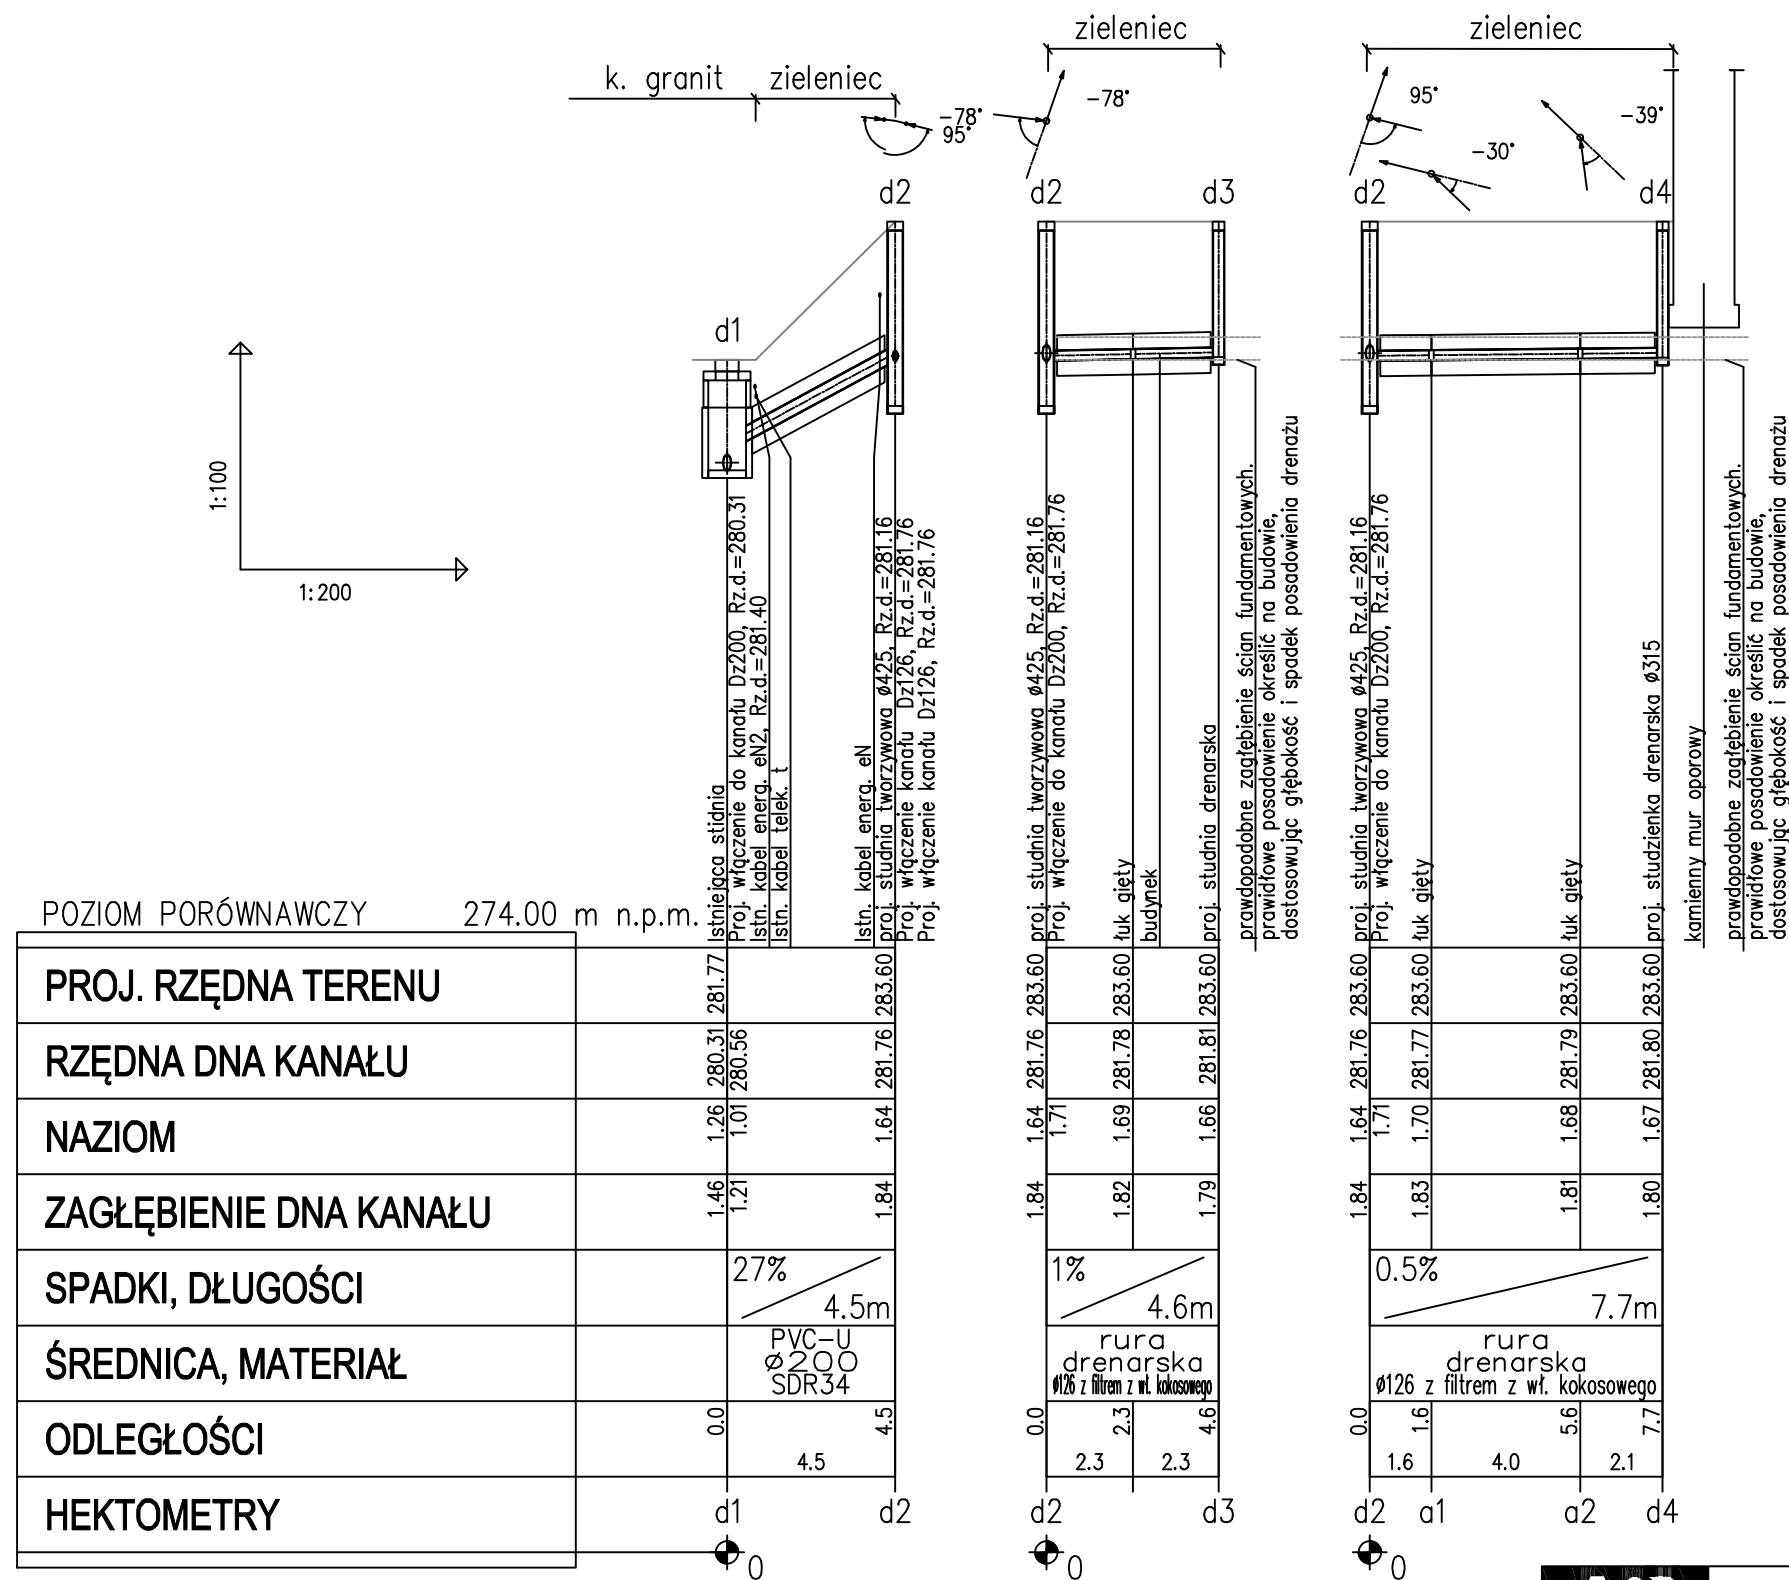 zieleniec
zieleniec
k. granit
zieleniec
-78°
95°
-78°
95°
-30°
-39°
d2
d2
d3
d2
d4
d1
1:100
1:200
Istniejąca stidnia
Proj. włączenie do kanału Dz200, Rz.d.=280.31
Istn. kabel energ. eN2, Rz.d.=281.40
Istn. kabel telek. t
Istn. kabel energ. eN
proj. studnia tworzywowa ø425, Rz.d.=281.16
Proj. włączenie kanału Dz126, Rz.d.=281.76
Proj. włączenie kanału Dz126, Rz.d.=281.76
proj. studnia tworzywowa ø425, Rz.d.=281.16
Proj. włączenie do kanału Dz200, Rz.d.=281.76
łuk gięty
budynek
proj. studnia drenarska
prawdopodobne zagłębienie ścian fundamentowych.
prawidłowe posadowienie określić na budowie,
dostosowując głębokość i spadek posadowienia drenażu
proj. studnia tworzywowa ø425, Rz.d.=281.16
Proj. włączenie do kanału Dz200, Rz.d.=281.76
łuk gięty
łuk gięty
proj. studzienka drenarska ø315
kamienny mur oporowy
prawdopodobne zagłębienie ścian fundamentowych.
prawidłowe posadowienie określić na budowie,
dostosowując głębokość i spadek posadowienia drenażu
POZIOM PORÓWNAWCZY 274.00 m n.p.m.
PROJ. RZĘDNA TERENU 281.77 283.60 283.60 283.60 283.60 283.60 283.60 283.60 283.60
RZĘDNA DNA KANAŁU 280.31 280.56 281.76 281.76 281.78 281.81 281.76 281.77 281.79 281.80
NAZIOM 1.26 1.01 1.64 1.64 1.71 1.69 1.66 1.64 1.71 1.70 1.68 1.67
ZAGŁĘBIENIE DNA KANAŁU 1.46 1.21 1.84 1.84 1.82 1.79 1.84 1.83 1.81 1.80
SPADKI, DŁUGOŚCI 27% 4.5m 1% 4.6m 0.5% 7.7m
ŚREDNICA, MATERIAŁ
PVC-U
ø200
SDR34
rura
drenarska
ø126 z filtrem z wł. kokosowego
rura
drenarska
ø126 z filtrem z wł. kokosowego
ODLEGŁOŚCI 0.0 4.5 0.0 2.3 4.6 0.0 1.6 5.6 7.7
4.5 2.3 2.3 1.6 4.0 2.1
HEKTOMETRY d1 d2 d2 d3 d2 a1 a2 d4
0 0 0